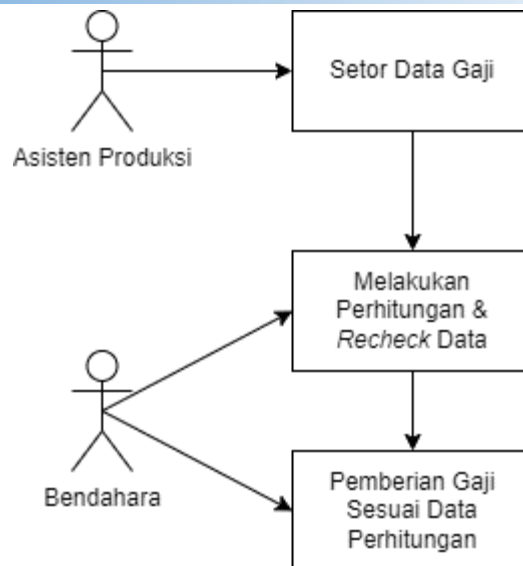 Setor Data Gaji
Asisten Produksi
Melakukan
Perhitungan &
Recheck Data
Bendahara
Pemberian Gaji
Sesuai Data
Perhitungan